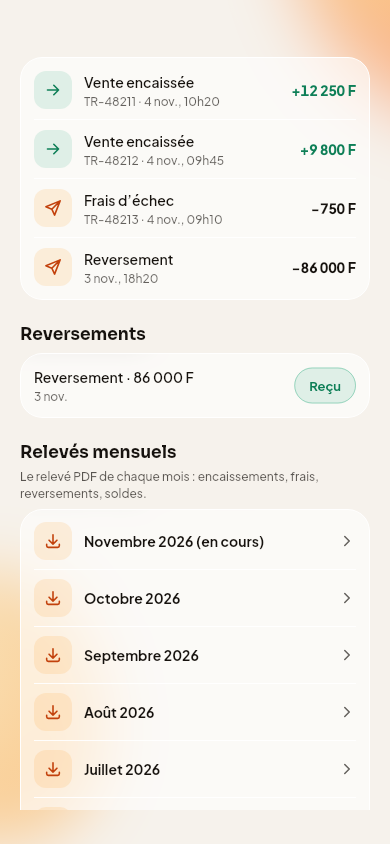 Vente encaissée
+12 250 F
TR-48211 · 4 nov., 10h20
Vente encaissée
+9 800 F
TR-48212 · 4 nov., 09h45
Frais d’échec
−750 F
TR-48213 · 4 nov., 09h10
Reversement
−86 000 F
3 nov., 18h20
Reversements
Reversement · 86 000 F
3 nov.
Reçu
Relevés mensuels
Le relevé PDF de chaque mois : encaissements, frais,
reversements, soldes.
Novembre 2026 (en cours)
Octobre 2026
Septembre 2026
Août 2026
Juillet 2026